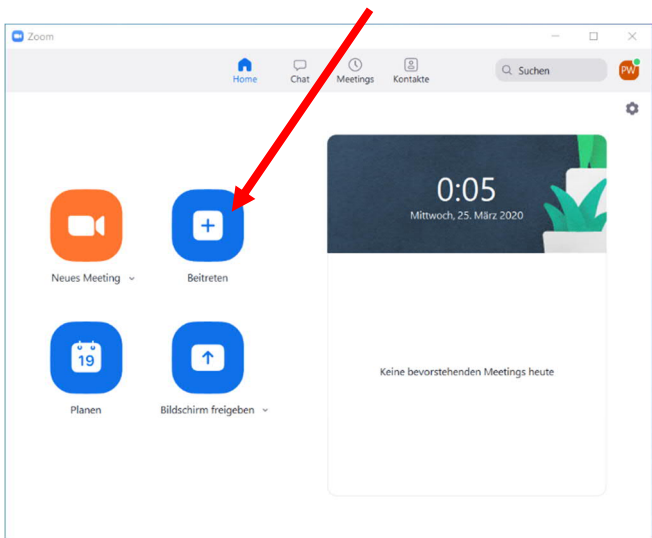 Zoom
Home Chat Meetings Kontakte Suchen PW
0:05
Mittwoch, 25. März 2020
Neues Meeting Beitreten
19
Planen Bildschirm freigeben
Keine bevorstehenden Meetings heute